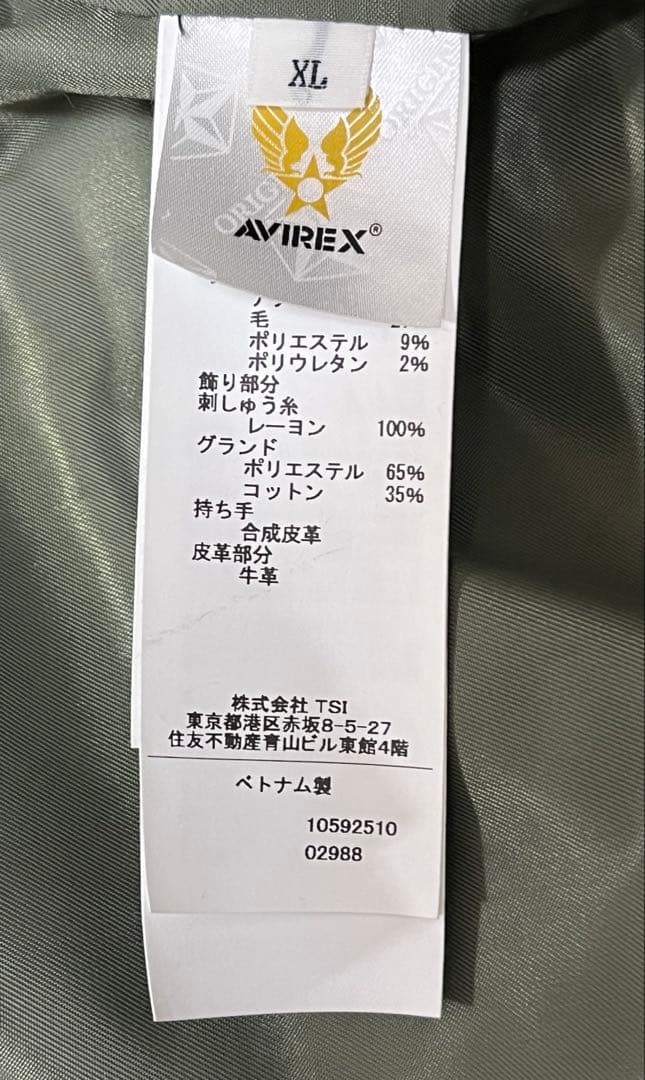 XL
ORIGI
ORIGI
AVIREX®
毛
ポリエステル 9%
ポリウレタン 2%
飾り部分
刺しゅう糸
レーヨン 100%
グランド
ポリエステル 65%
コットン 35%
持ち手
合成皮革
皮革部分
牛革
株式会社 TSI
東京都港区赤坂8-5-27
住友不動産青山ビル東館4階
ベトナム製
10592510
02988